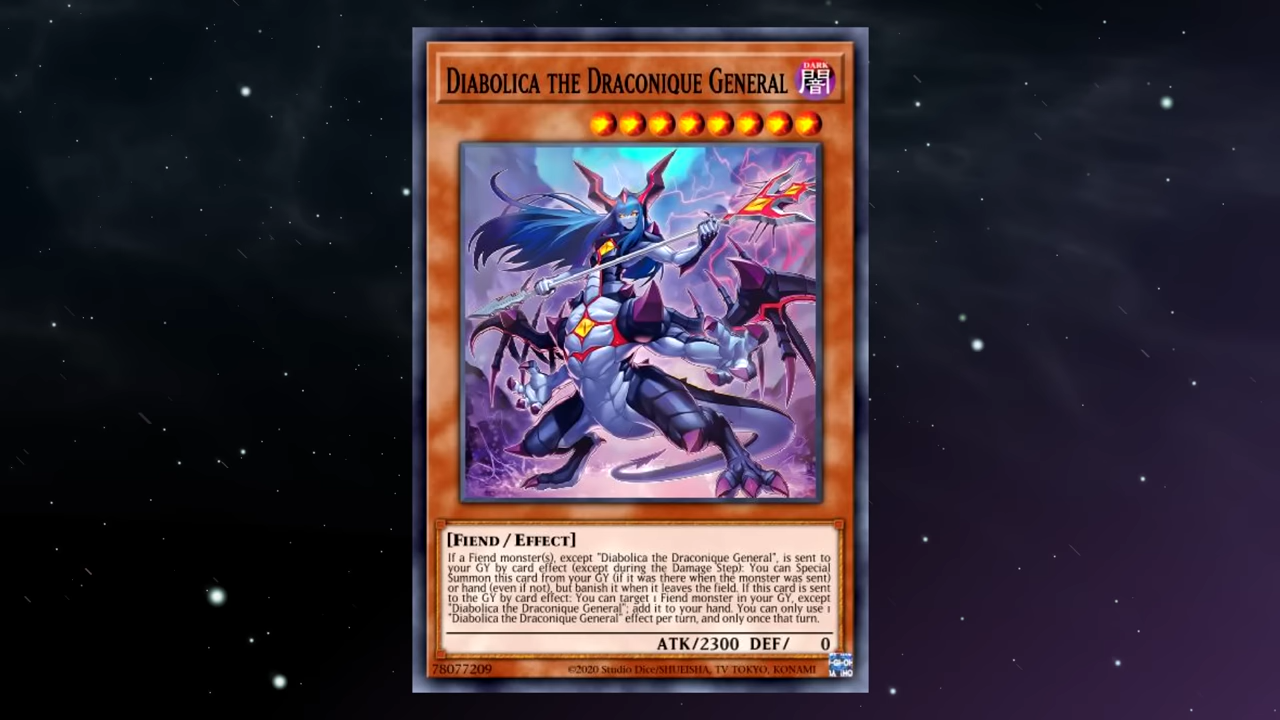 DIABOLICA THE DRACONIQUE GENERAL
DARK
闇
[FIEND / EFFECT]
If a Fiend monster(s), except "Diabolica the Draconique General", is sent to
your GY by card effect (except during the Damage Step): You can Special
Summon this card from your GY (if it was there when the monster was sent)
or hand (even if not), but banish it when it leaves the field. If this card is sent
to the GY by card effect: You can target 1 Fiend monster in your GY, except
"Diabolica the Draconique General"; add it to your hand. You can only use 1
"Diabolica the Draconique General" effect per turn, and only once that turn.
ATK/2300 DEF/ 0
78077209 ©2020 Studio Dice/SHUEISHA, TV TOKYO, KONAMI